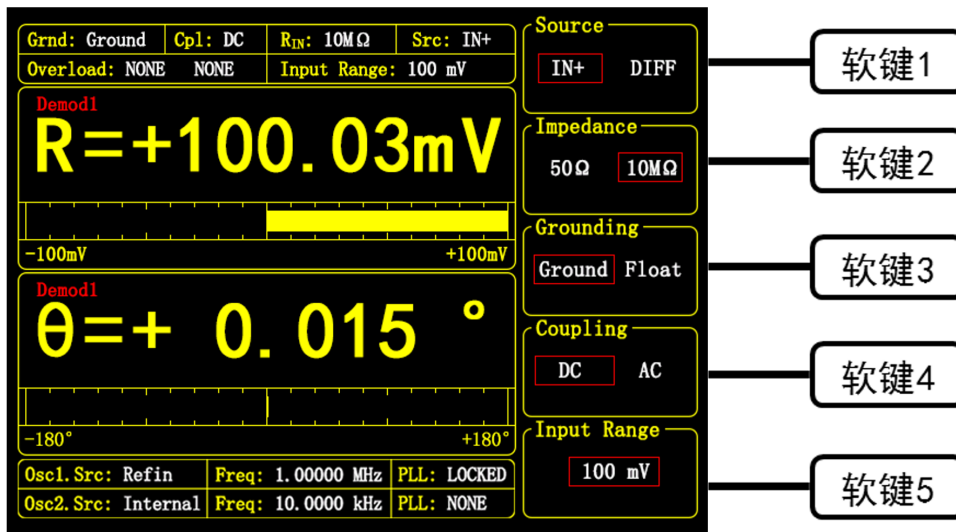 Grnd: Ground Cpl: DC RIN: 10MΩ Src: IN+
Overload: NONE NONE Input Range: 100 mV
Demod1
R=+100.03mV
-100mV +100mV
Demod1
θ=+ 0.015 °
-180° +180°
Osc1.Src: Refin Freq: 1.00000 MHz PLL: LOCKED
Osc2.Src: Internal Freq: 10.0000 kHz PLL: NONE
Source
IN+ DIFF
Impedance
50Ω 10MΩ
Grounding
Ground Float
Coupling
DC AC
Input Range
100 mV
软键1
软键2
软键3
软键4
软键5